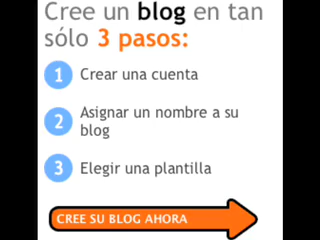 Cree un blog en tan
sólo 3 pasos:
1 Crear una cuenta
2 Asignar un nombre a su
blog
3 Elegir una plantilla
CREE SU BLOG AHORA